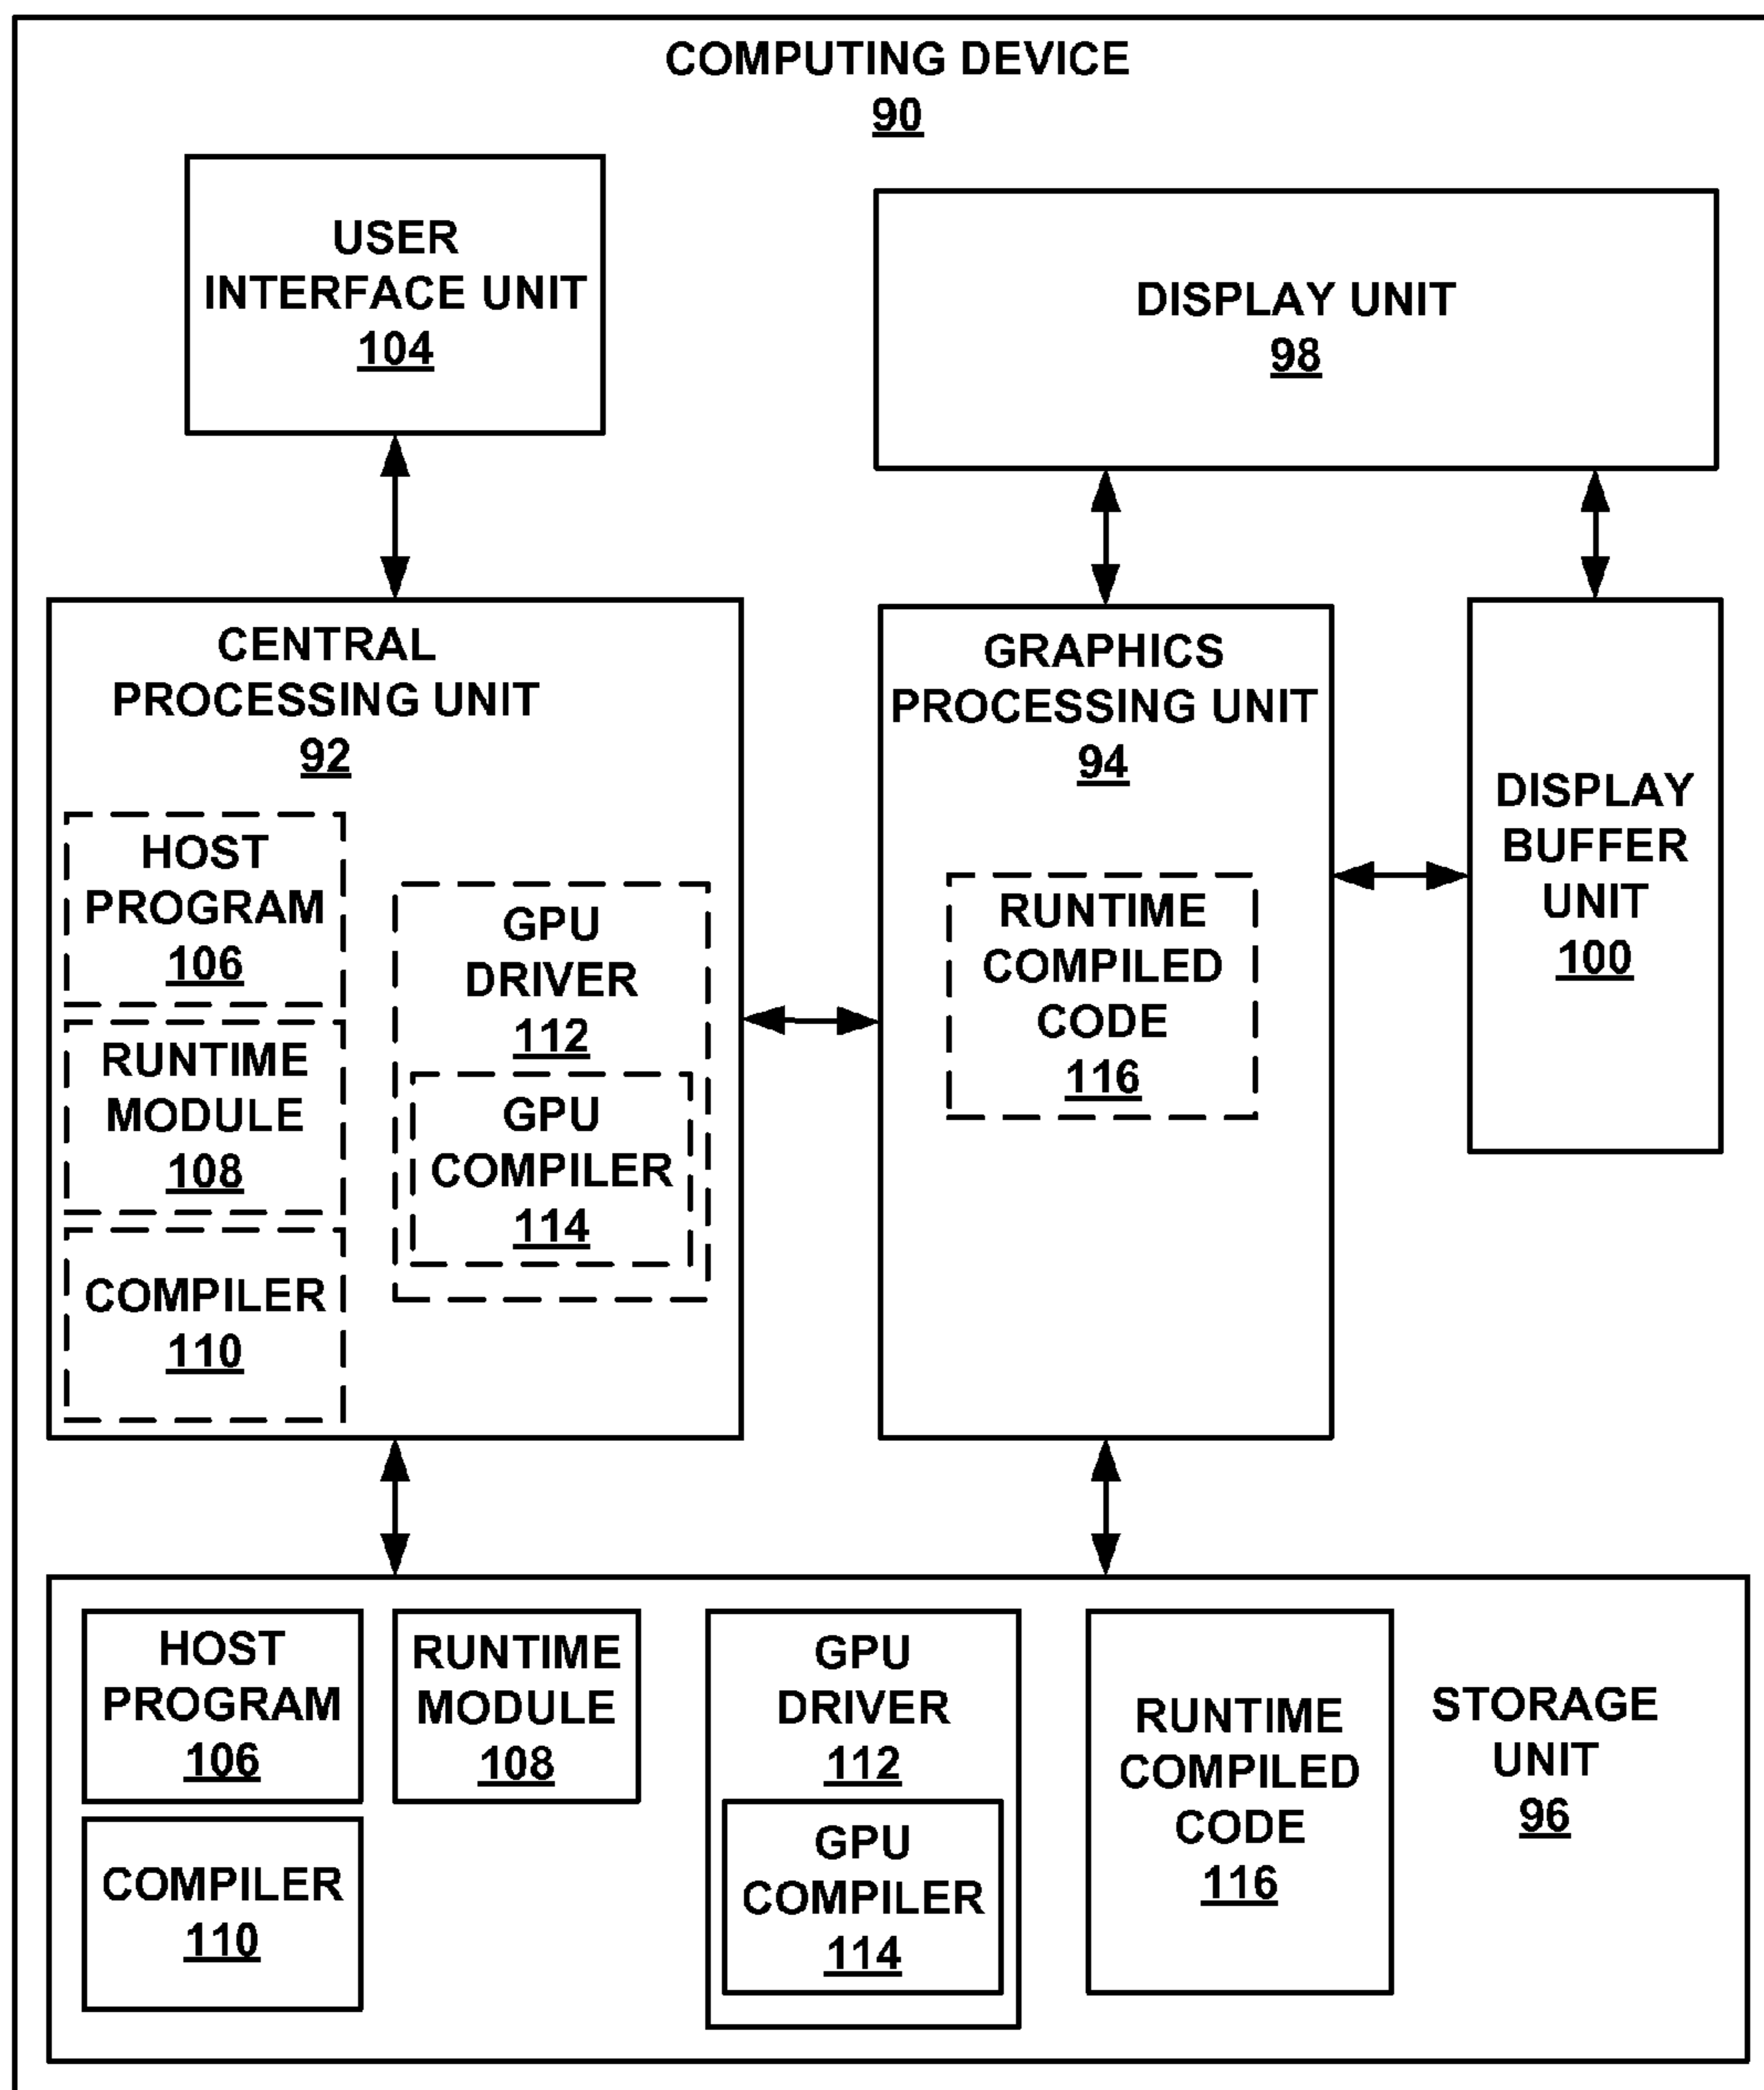 COMPUTING DEVICE
90
USER
INTERFACE UNIT
104
DISPLAY UNIT
98
CENTRAL
PROCESSING UNIT
92
HOST
PROGRAM
106
RUNTIME
MODULE
108
COMPILER
110
GPU
DRIVER
112
GPU
COMPILER
114
GRAPHICS
PROCESSING UNIT
94
RUNTIME
COMPILED
CODE
116
DISPLAY
BUFFER
UNIT
100
HOST
PROGRAM
106
COMPILER
110
RUNTIME
MODULE
108
GPU
DRIVER
112
GPU
COMPILER
114
RUNTIME
COMPILED
CODE
116
STORAGE
UNIT
96